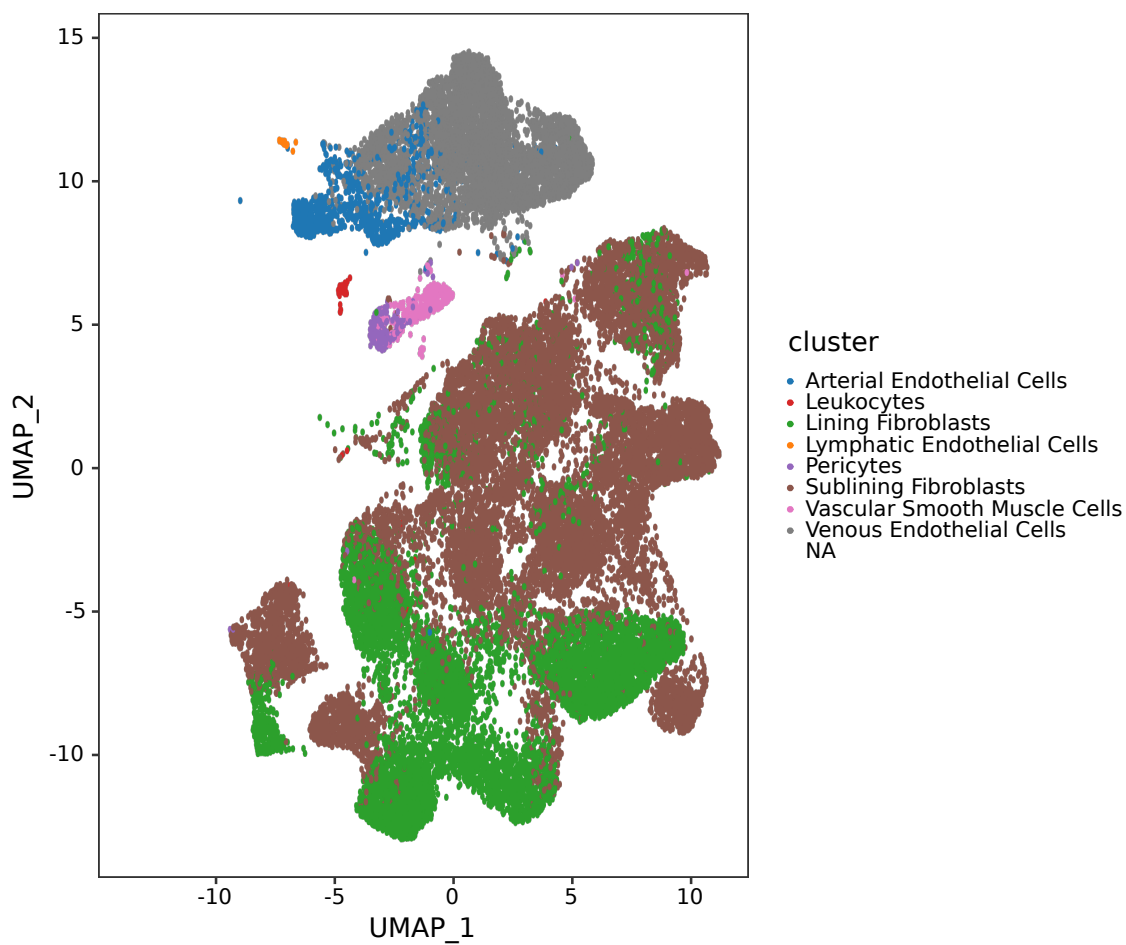 15
10
5
0
-5
-10
UMAP_2
-10
-5
0
5
10
UMAP_1
cluster
Arterial Endothelial Cells
Leukocytes
Lining Fibroblasts
Lymphatic Endothelial Cells
Pericytes
Sublining Fibroblasts
Vascular Smooth Muscle Cells
Venous Endothelial Cells
NA